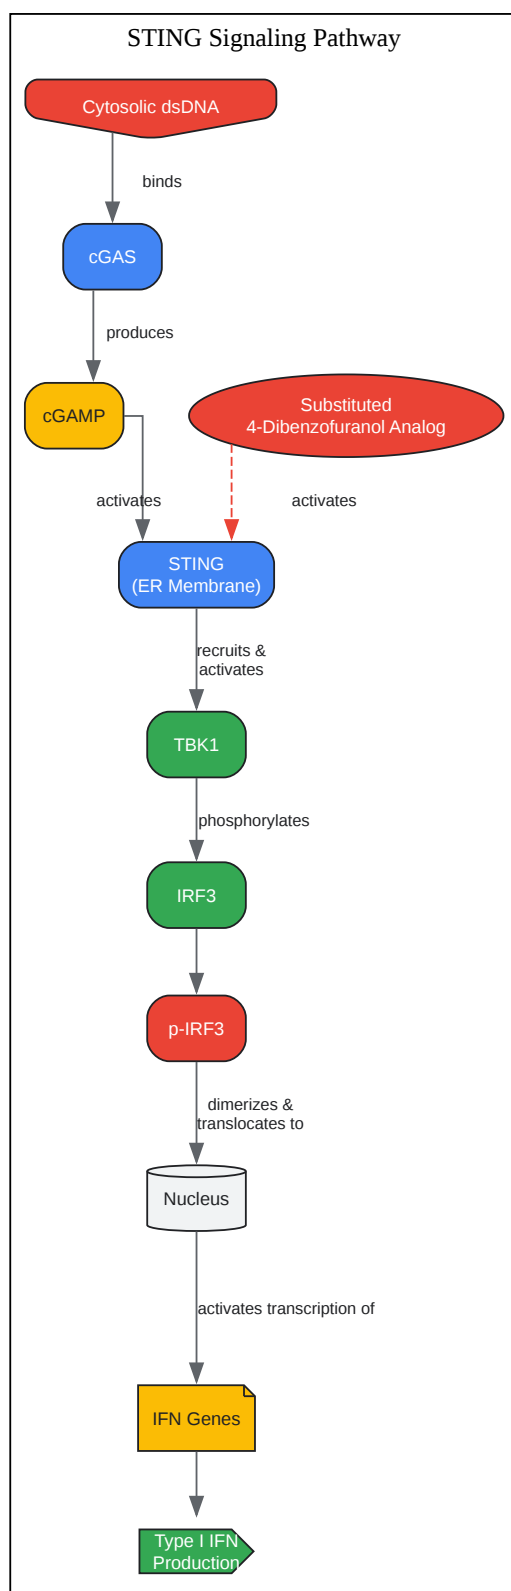 STING Signaling Pathway
Cytosolic dsDNA
binds
cGAS
produces
cGAMP
Substituted
4-Dibenzofuranol Analog
activates
activates
STING
(ER Membrane)
recruits &
activates
TBK1
phosphorylates
IRF3
p-IRF3
dimerizes &
translocates to
Nucleus
activates transcription of
IFN Genes
Type I IFN
Production